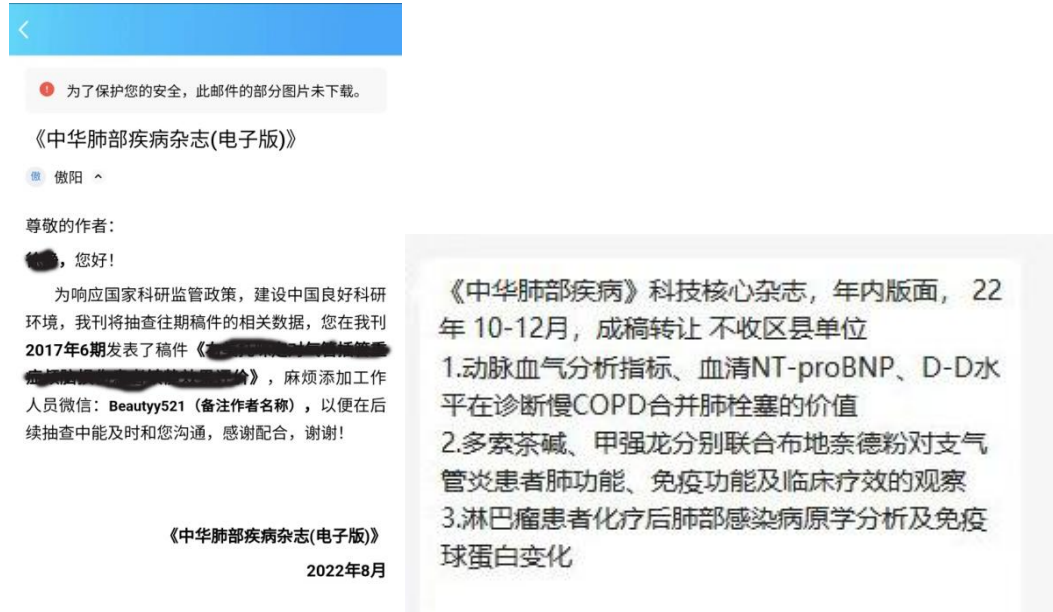 为了保护您的安全，此邮件的部分图片未下载。
《中华肺部疾病杂志(电子版)》
傲
傲阳
尊敬的作者：
，您好！
为响应国家科研监管政策，建设中国良好科研
环境，我刊将抽查往期稿件的相关数据，您在我刊
2017年6期发表了稿件《
》，麻烦添加工作
人员微信：Beautyy521（备注作者名称），以便在后
续抽查中能及时和您沟通，感谢配合，谢谢！
《中华肺部疾病杂志(电子版)》
2022年8月
《中华肺部疾病》科技核心杂志，年内版面， 22
年 10-12月，成稿转让 不收区县单位
1.动脉血气分析指标、血清NT-proBNP、D-D水
平在诊断慢COPD合并肺栓塞的价值
2.多索茶碱、甲强龙分别联合布地奈德粉对支气
管炎患者肺功能、免疫功能及临床疗效的观察
3.淋巴瘤患者化疗后肺部感染病原学分析及免疫
球蛋白变化